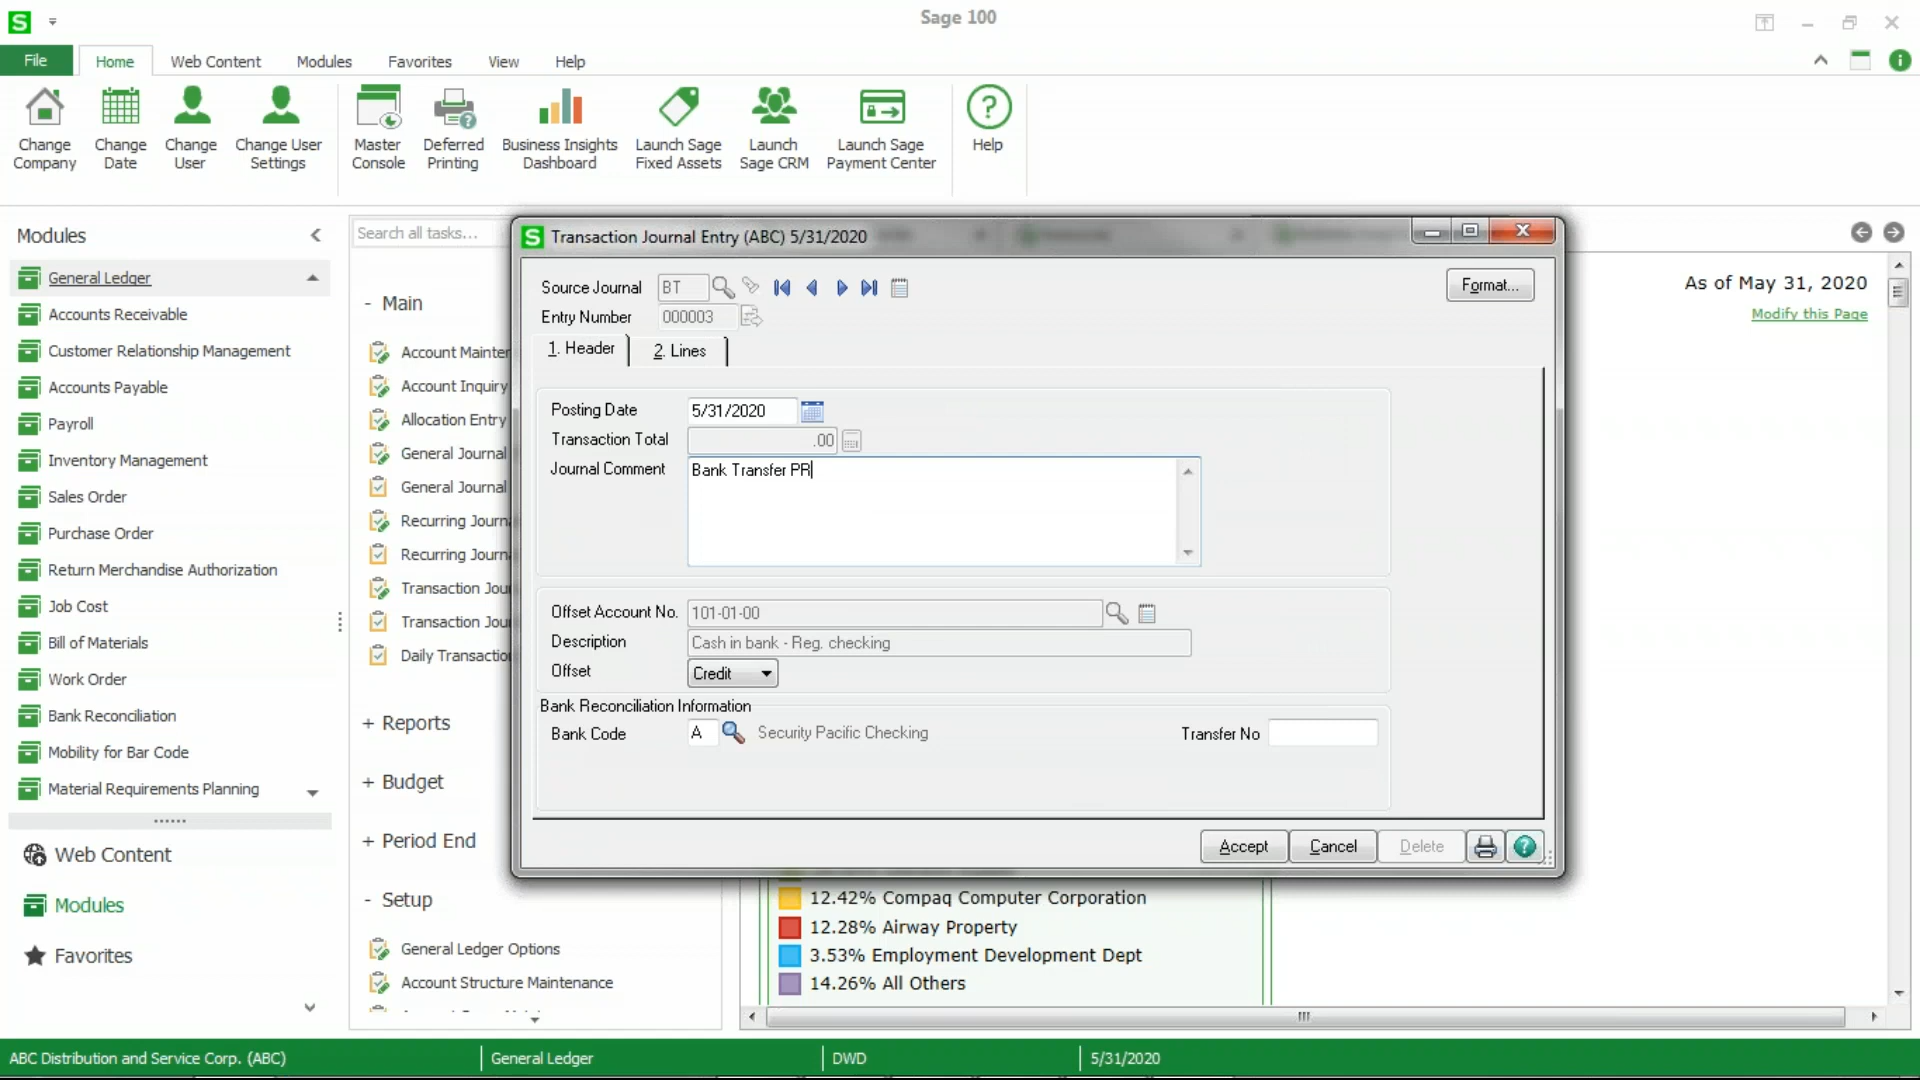 Sage 100
File
Home
Web Content
Modules
Favorites
View
Help
Change Company
Change Date
Change User
Change User Settings
Master Console
Deferred Printing
Business Insights Dashboard
Launch Sage Fixed Assets
Launch Sage CRM
Launch Sage Payment Center
Help
Modules
General Ledger
Accounts Receivable
Customer Relationship Management
Accounts Payable
Payroll
Inventory Management
Sales Order
Purchase Order
Return Merchandise Authorization
Job Cost
Bill of Materials
Work Order
Bank Reconciliation
Mobility for Bar Code
Material Requirements Planning
Web Content
Modules
Favorites
Search all tasks...
- Main
Account Mainten
Account Inquiry
Allocation Entry
General Journal
General Journal
Recurring Journ
Recurring Journ
Transaction Jou
Transaction Jou
Daily Transactio
+ Reports
+ Budget
+ Period End
- Setup
General Ledger Options
Account Structure Maintenance
As of May 31, 2020
Modify this Page
S Transaction Journal Entry (ABC) 5/31/2020
Source Journal BT
Format...
Entry Number 000003
1. Header
2. Lines
Posting Date 5/31/2020
Transaction Total .00
Journal Comment Bank Transfer PR
Offset Account No. 101-01-00
Description Cash in bank - Reg. checking
Offset Credit
Bank Reconciliation Information
Bank Code A Security Pacific Checking Transfer No
Accept
Cancel
Delete
12.42% Compaq Computer Corporation
12.28% Airway Property
3.53% Employment Development Dept
14.26% All Others
ABC Distribution and Service Corp. (ABC)
General Ledger
DWD
5/31/2020